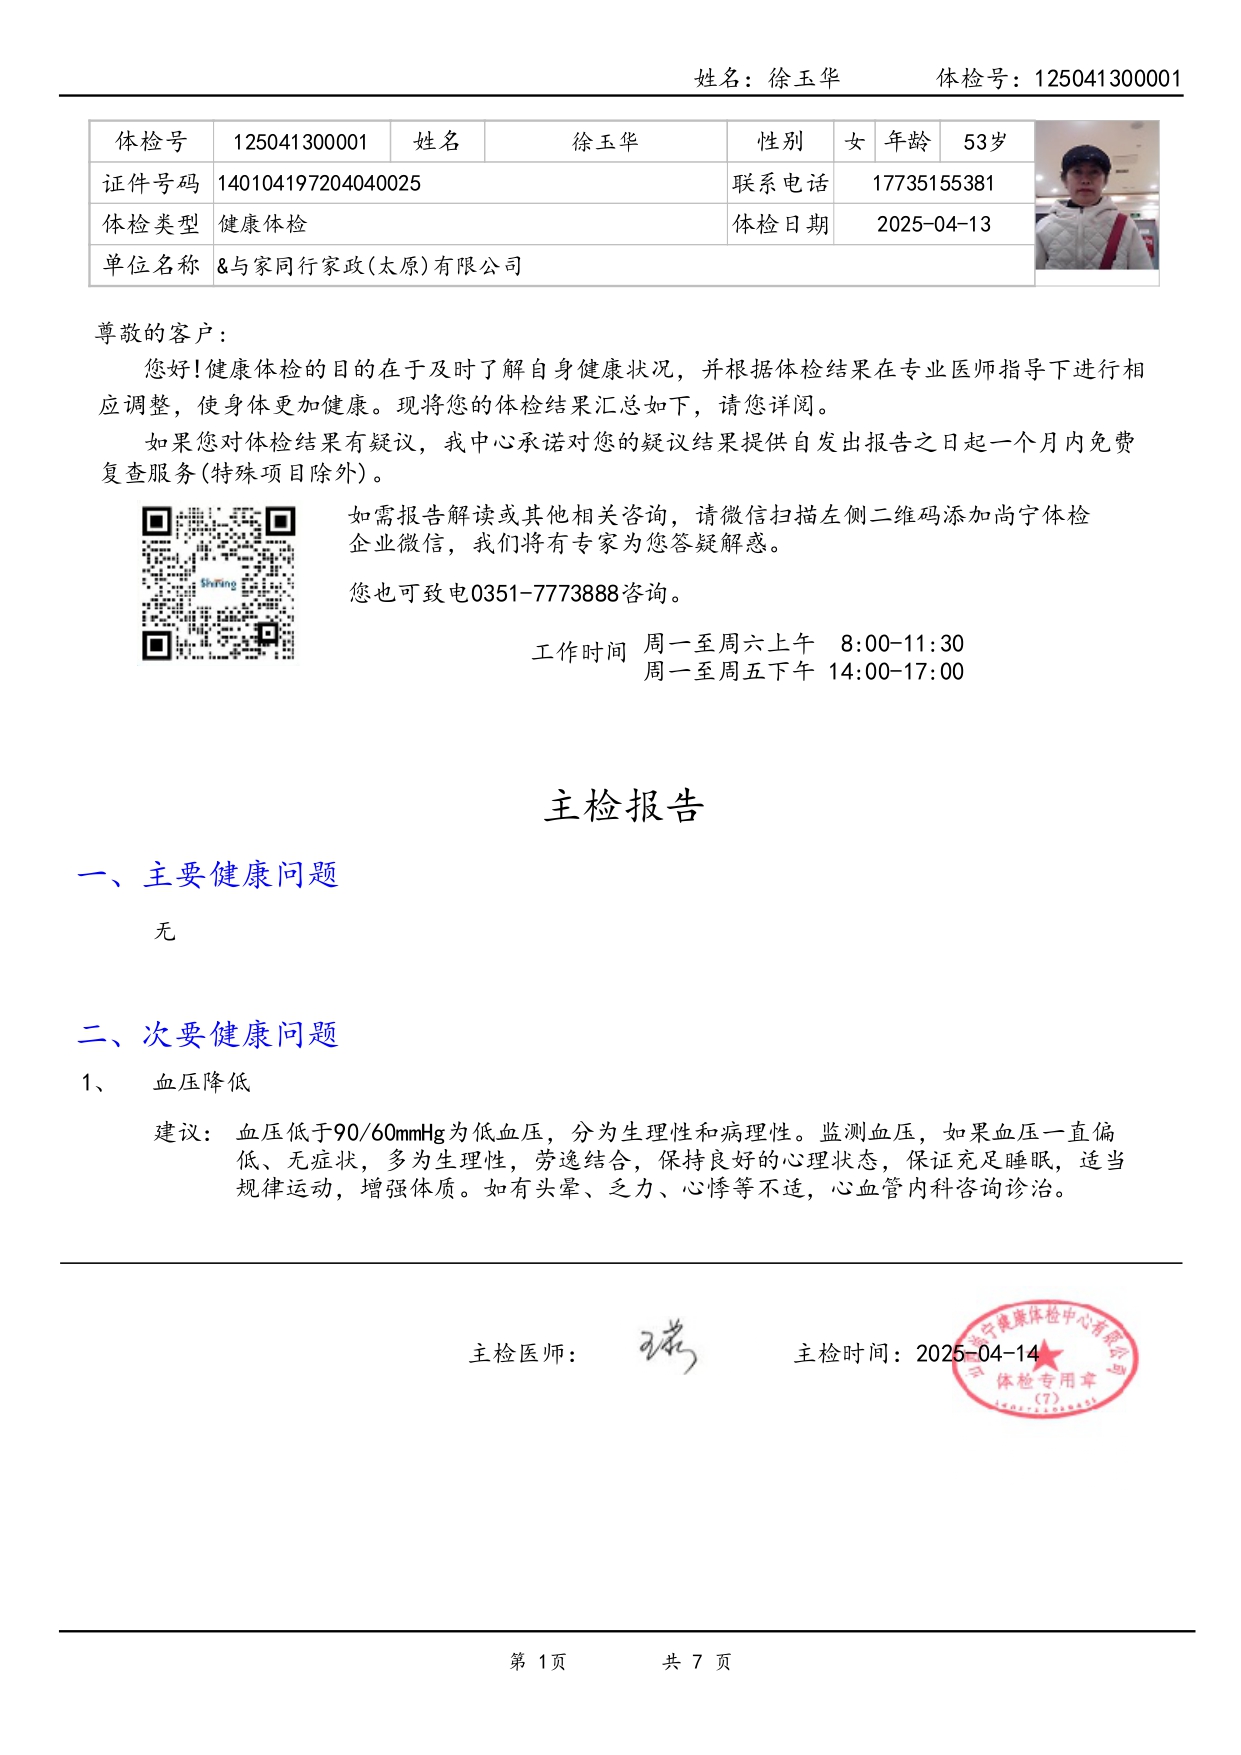 姓名: 徐玉华 体检号: 125041300001
体检号 125041300001 姓名 徐玉华 性别 女 年龄 53岁
证件号码 140104197204040025 联系电话 17735155381
体检类型 健康体检 体检日期 2025-04-13
单位名称 &与家同行家政(太原)有限公司
尊敬的客户:
您好!健康体检的目的在于及时了解自身健康状况，并根据体检结果在专业医师指导下进行相
应调整，使身体更加健康。现将您的体检结果汇总如下，请您详阅。
如果您对体检结果有疑议，我中心承诺对您的疑议结果提供自发出报告之日起一个月内免费
复查服务(特殊项目除外)。
如需报告解读或其他相关咨询，请微信扫描左侧二维码添加尚宁体检
企业微信，我们将有专家为您答疑解惑。
您也可致电0351-7773888咨询。
工作时间 周一至周六上午 8:00-11:30
周一至周五下午 14:00-17:00
主检报告
一、主要健康问题
无
二、次要健康问题
1、 血压降低
建议: 血压低于90/60mmHg为低血压，分为生理性和病理性。监测血压，如果血压一直偏
低、无症状，多为生理性，劳逸结合，保持良好的心理状态，保证充足睡眠，适当
规律运动，增强体质。如有头晕、乏力、心悸等不适，心血管内科咨询诊治。
主检医师: 主检时间: 2025-04-14
宁健康体检中心有限公司
体检专用章
(7)
第 1页 共 7 页